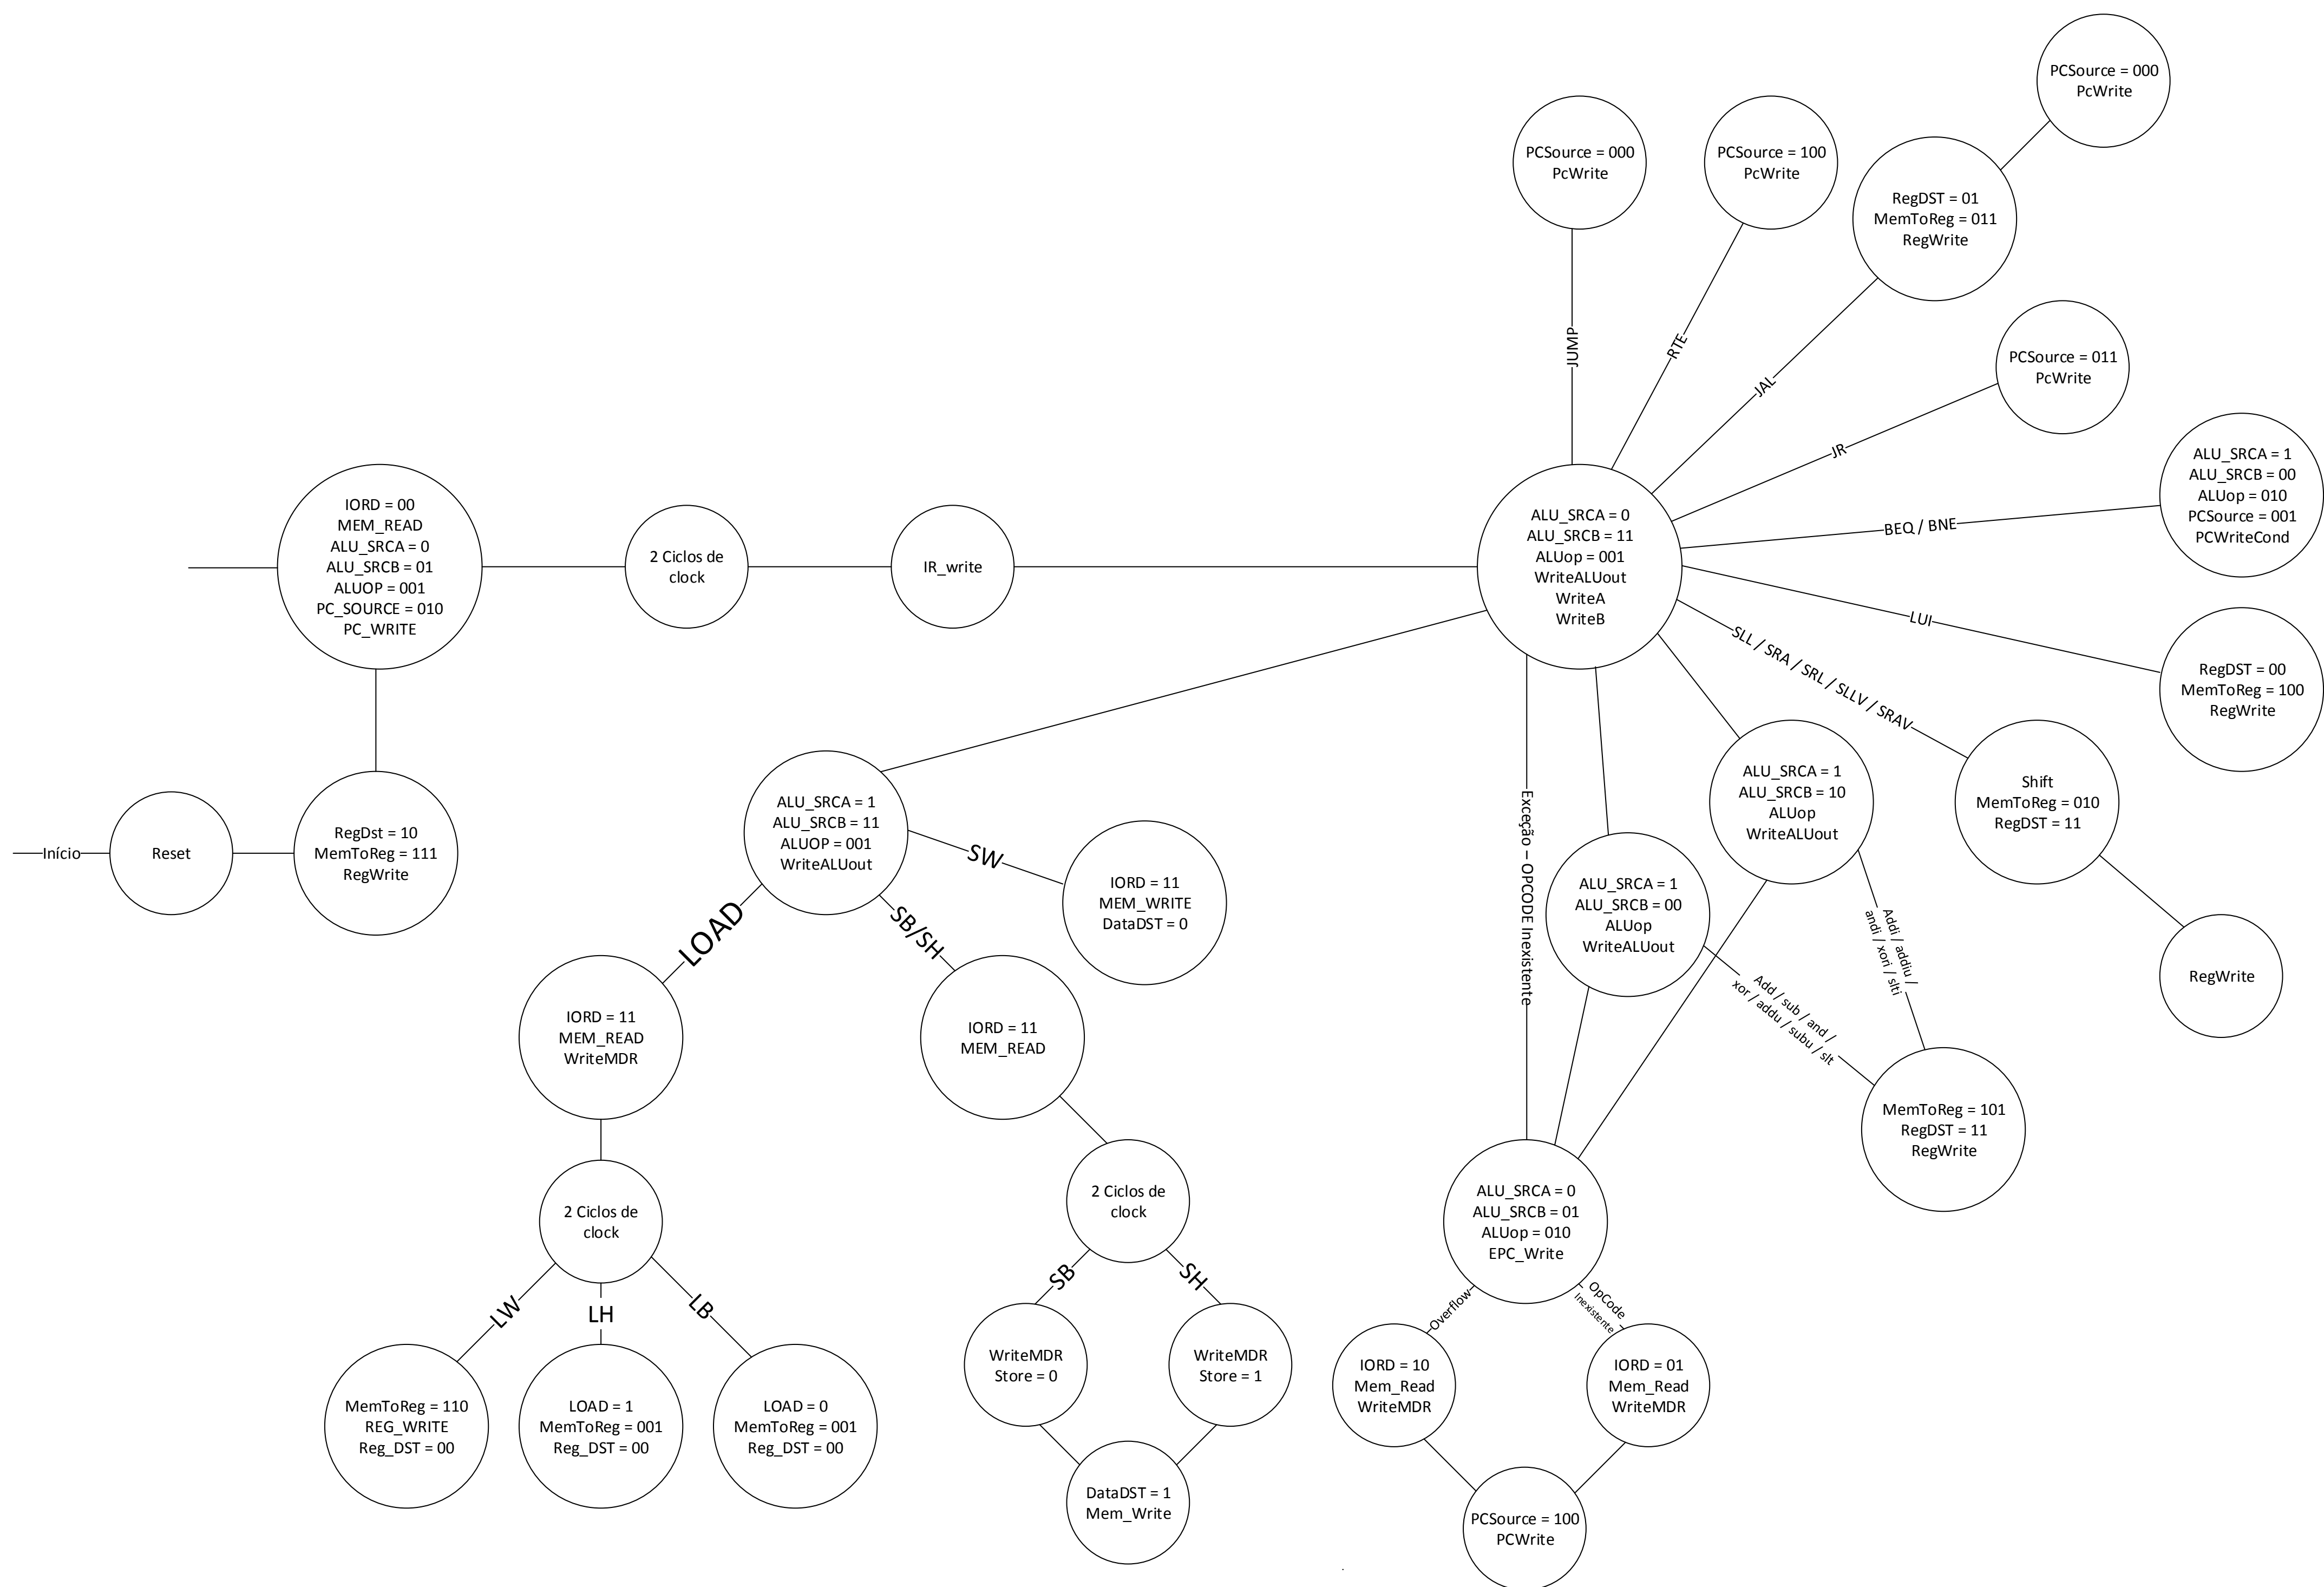 PCSource = 000
PcWrite
PCSource = 000
PcWrite
PCSource = 100
PcWrite
RegDST = 01
MemToReg = 011
RegWrite
JUMP
RTE
JAL
PCSource = 011
PcWrite
JR
ALU_SRCA = 1
ALU_SRCB = 00
ALUop = 010
PCSource = 001
PCWriteCond
BEQ / BNE
IORD = 00
MEM_READ
ALU_SRCA = 0
ALU_SRCB = 01
ALUOP = 001
PC_SOURCE = 010
PC_WRITE
2 Ciclos de
clock
IR_write
ALU_SRCA = 0
ALU_SRCB = 11
ALUop = 001
WriteALUout
WriteA
WriteB
LUI
RegDST = 00
MemToReg = 100
RegWrite
SLL / SRA / SRL / SLLV / SRAV
Shift
MemToReg = 010
RegDST = 11
RegWrite
Início
Reset
RegDst = 10
MemToReg = 111
RegWrite
ALU_SRCA = 1
ALU_SRCB = 11
ALUOP = 001
WriteALUout
SW
IORD = 11
MEM_WRITE
DataDST = 0
LOAD
SB/SH
IORD = 11
MEM_READ
WriteMDR
IORD = 11
MEM_READ
2 Ciclos de
clock
2 Ciclos de
clock
LW
LH
LB
MemToReg = 110
REG_WRITE
Reg_DST = 00
LOAD = 1
MemToReg = 001
Reg_DST = 00
LOAD = 0
MemToReg = 001
Reg_DST = 00
SB
SH
WriteMDR
Store = 0
WriteMDR
Store = 1
DataDST = 1
Mem_Write
Exceção – OPCODE Inexistente
ALU_SRCA = 1
ALU_SRCB = 00
ALUop
WriteALUout
ALU_SRCA = 1
ALU_SRCB = 10
ALUop
WriteALUout
Addi / addiu /
andi / xori / slti
Add / sub / and /
xor / addu / subu / slt
MemToReg = 101
RegDST = 11
RegWrite
ALU_SRCA = 0
ALU_SRCB = 01
ALUop = 010
EPC_Write
Overflow
OpCode
Inexistente
IORD = 10
Mem_Read
WriteMDR
IORD = 01
Mem_Read
WriteMDR
PCSource = 100
PCWrite